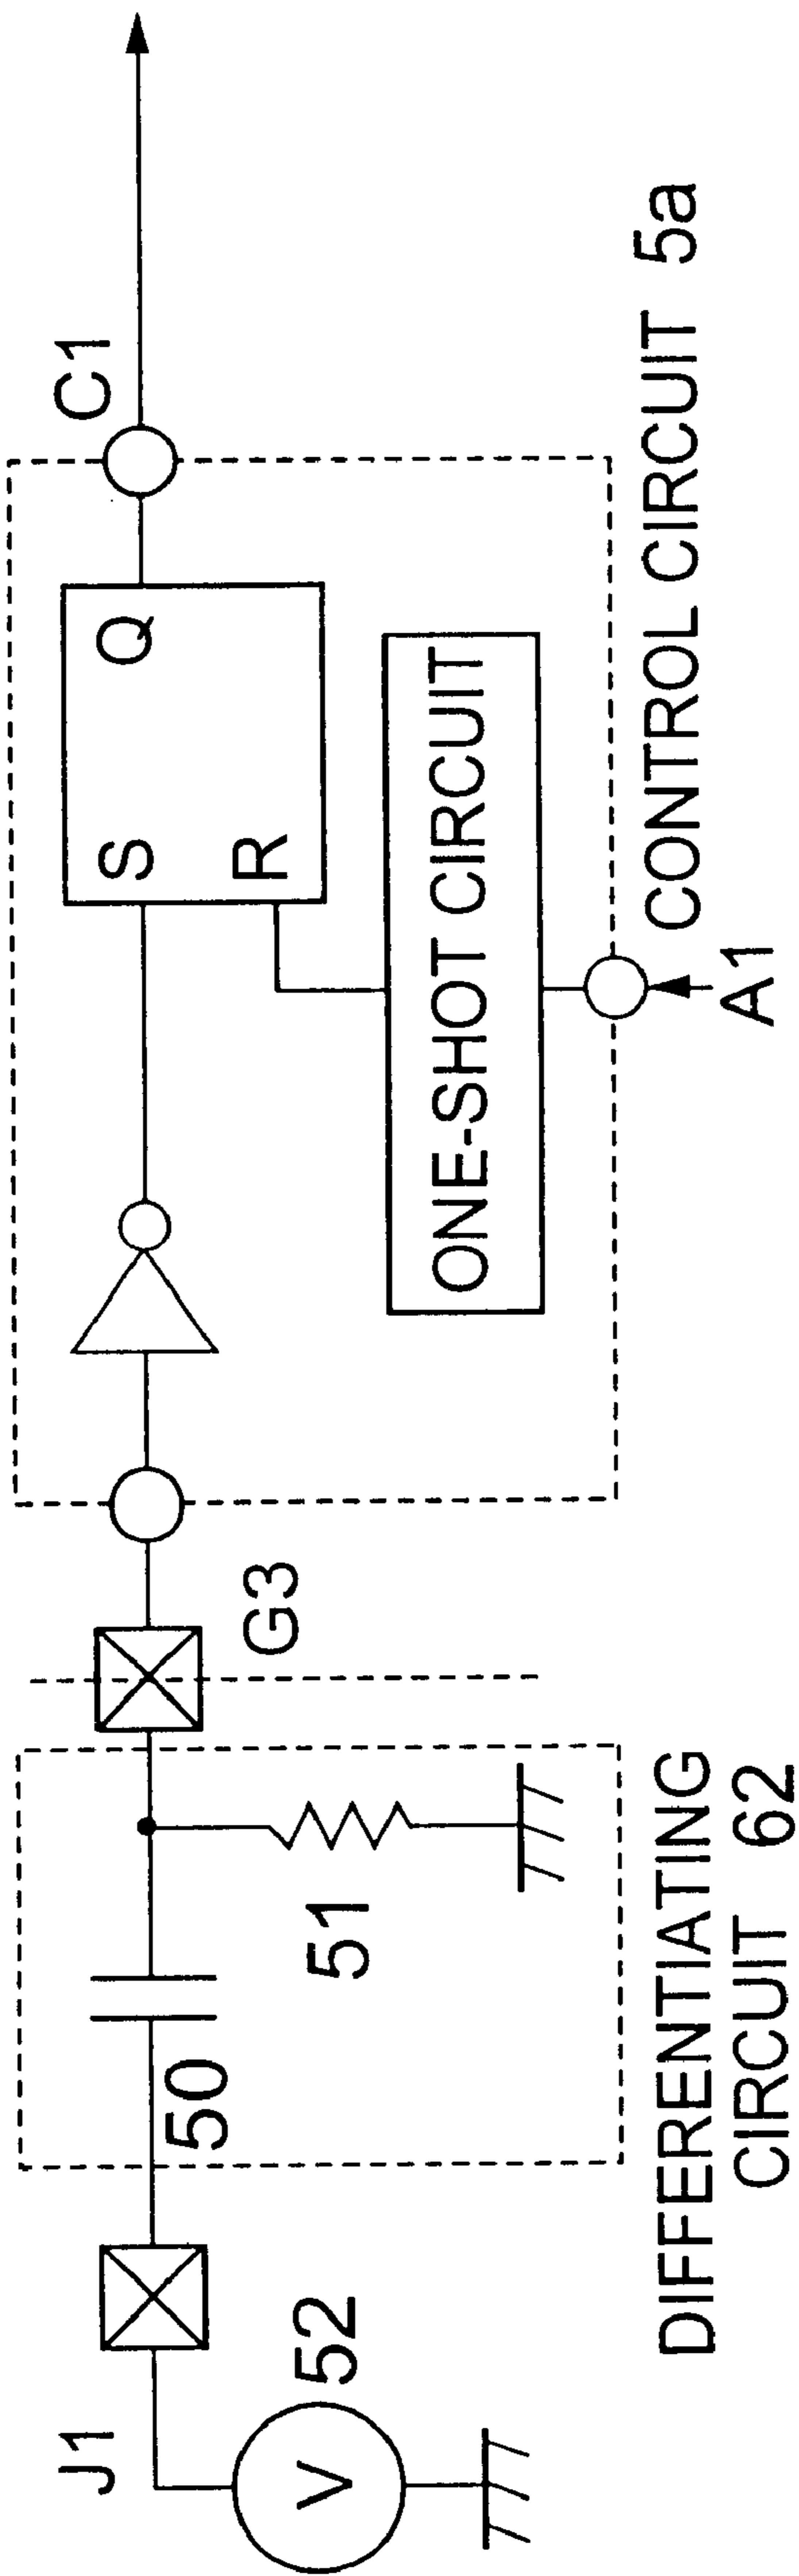 J1
V
52
50
51
DIFFERENTIATING
CIRCUIT 62
G3
S
Q
R
ONE-SHOT CIRCUIT
C1
A1
CONTROL CIRCUIT 5a